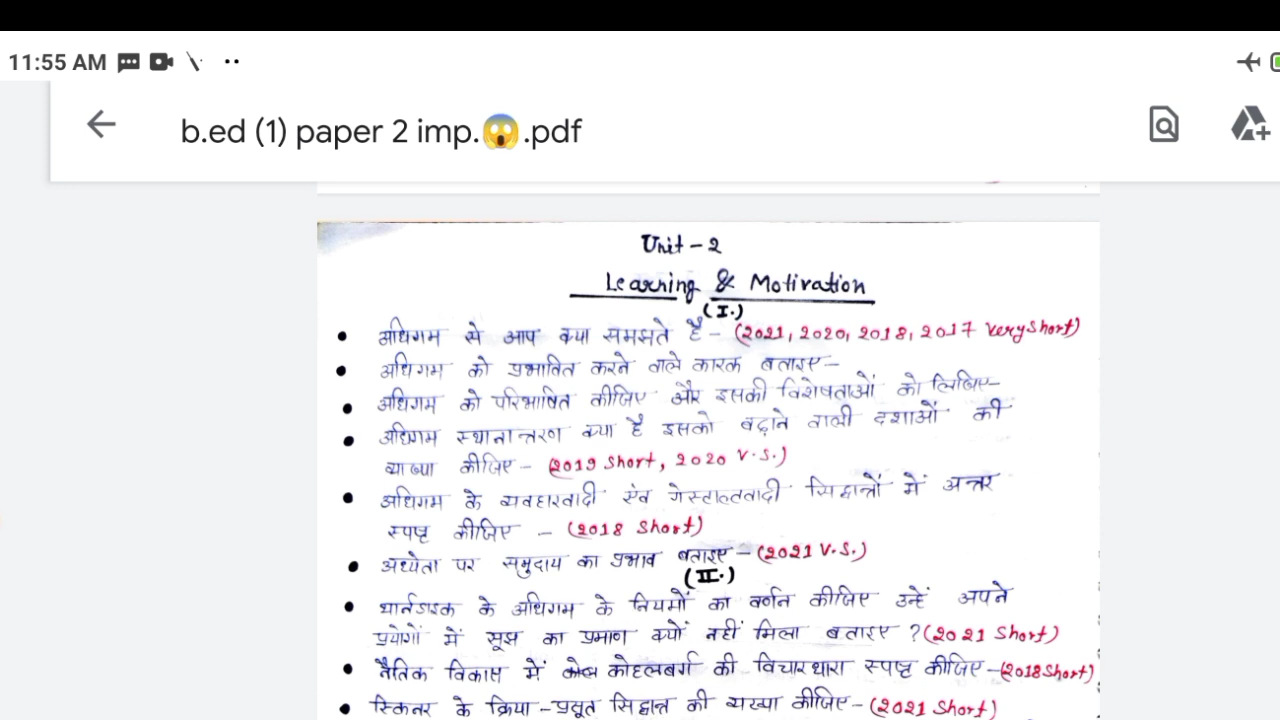 11:55 AM
b.ed (1) paper 2 imp.😱.pdf
Unit - 2
Learning & Motivation
(I.)
• अधिगम से आप क्या समझते है - (2021, 2020, 2018, 2017 Very Short)
• अधिगम को प्रभावित करने वाले कारक बताइए -
• अधिगम को परिभाषित कीजिए और इसकी विशेषताओं को लिखिए -
• अधिगम स्थानान्तरण क्या है इसको बढ़ाने वाली दशाओं की
व्याख्या कीजिए - (2019 Short, 2020 V.S.)
• अधिगम के व्यवहारवादी एंव गेस्टाल्टवादी सिद्धान्तों में अन्तर
स्पष्ट कीजिए - (2018 Short)
• अध्येता पर समुदाय का प्रभाव बताइए - (2021 V.S.)
(II.)
• थार्नडाइक के अधिगम के नियमों का वर्णन कीजिए उन्हें अपने
प्रयोगों में सूझ का प्रमाण क्यों नहीं मिला बताइए ? (2021 Short)
• नैतिक विकास में कोहलबर्ग की विचारधारा स्पष्ट कीजिए - (2018 Short)
• स्किनर के क्रिया - प्रसूत सिद्धान्त की व्यख्या कीजिए - (2021 Short)